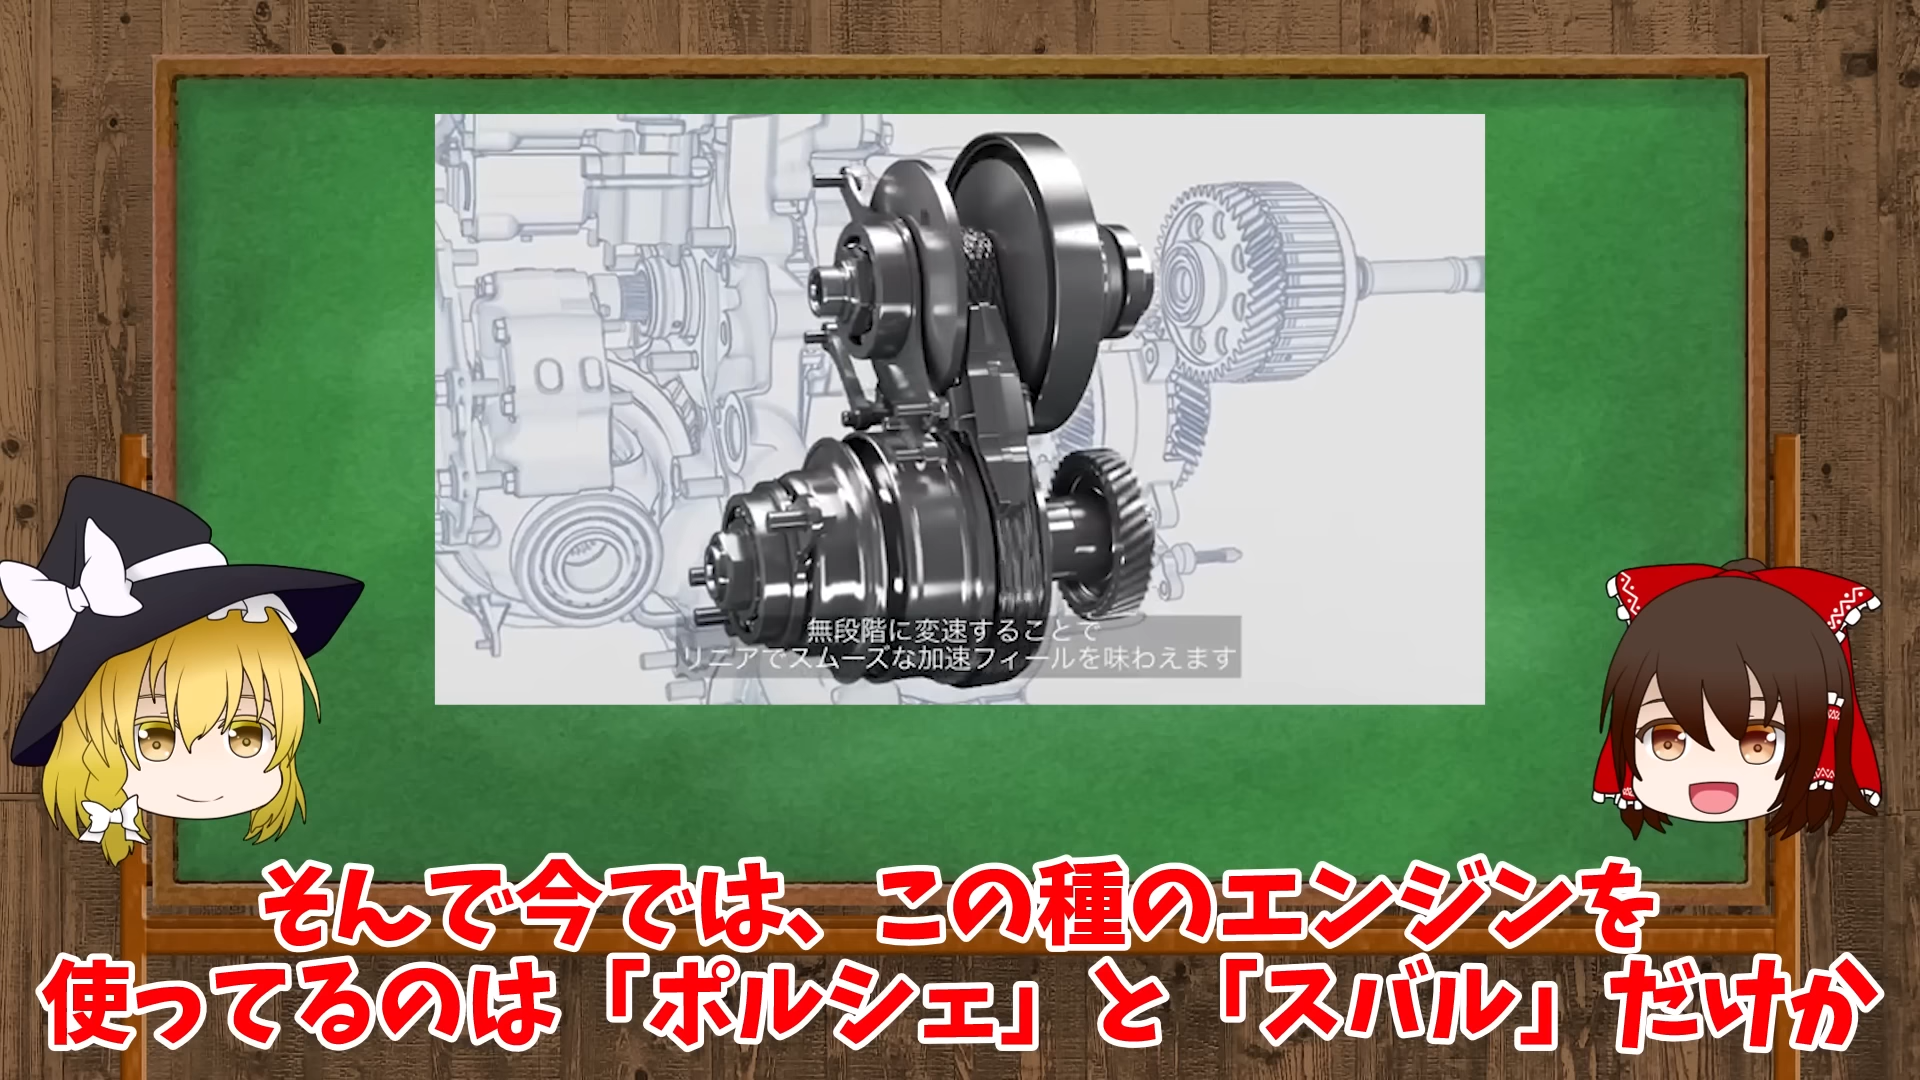 無段階に変速することで
リニアでスムーズな加速フィールを味わえます
そんで今では、この種のエンジンを
使ってるのは「ポルシェ」と「スバル」だけか